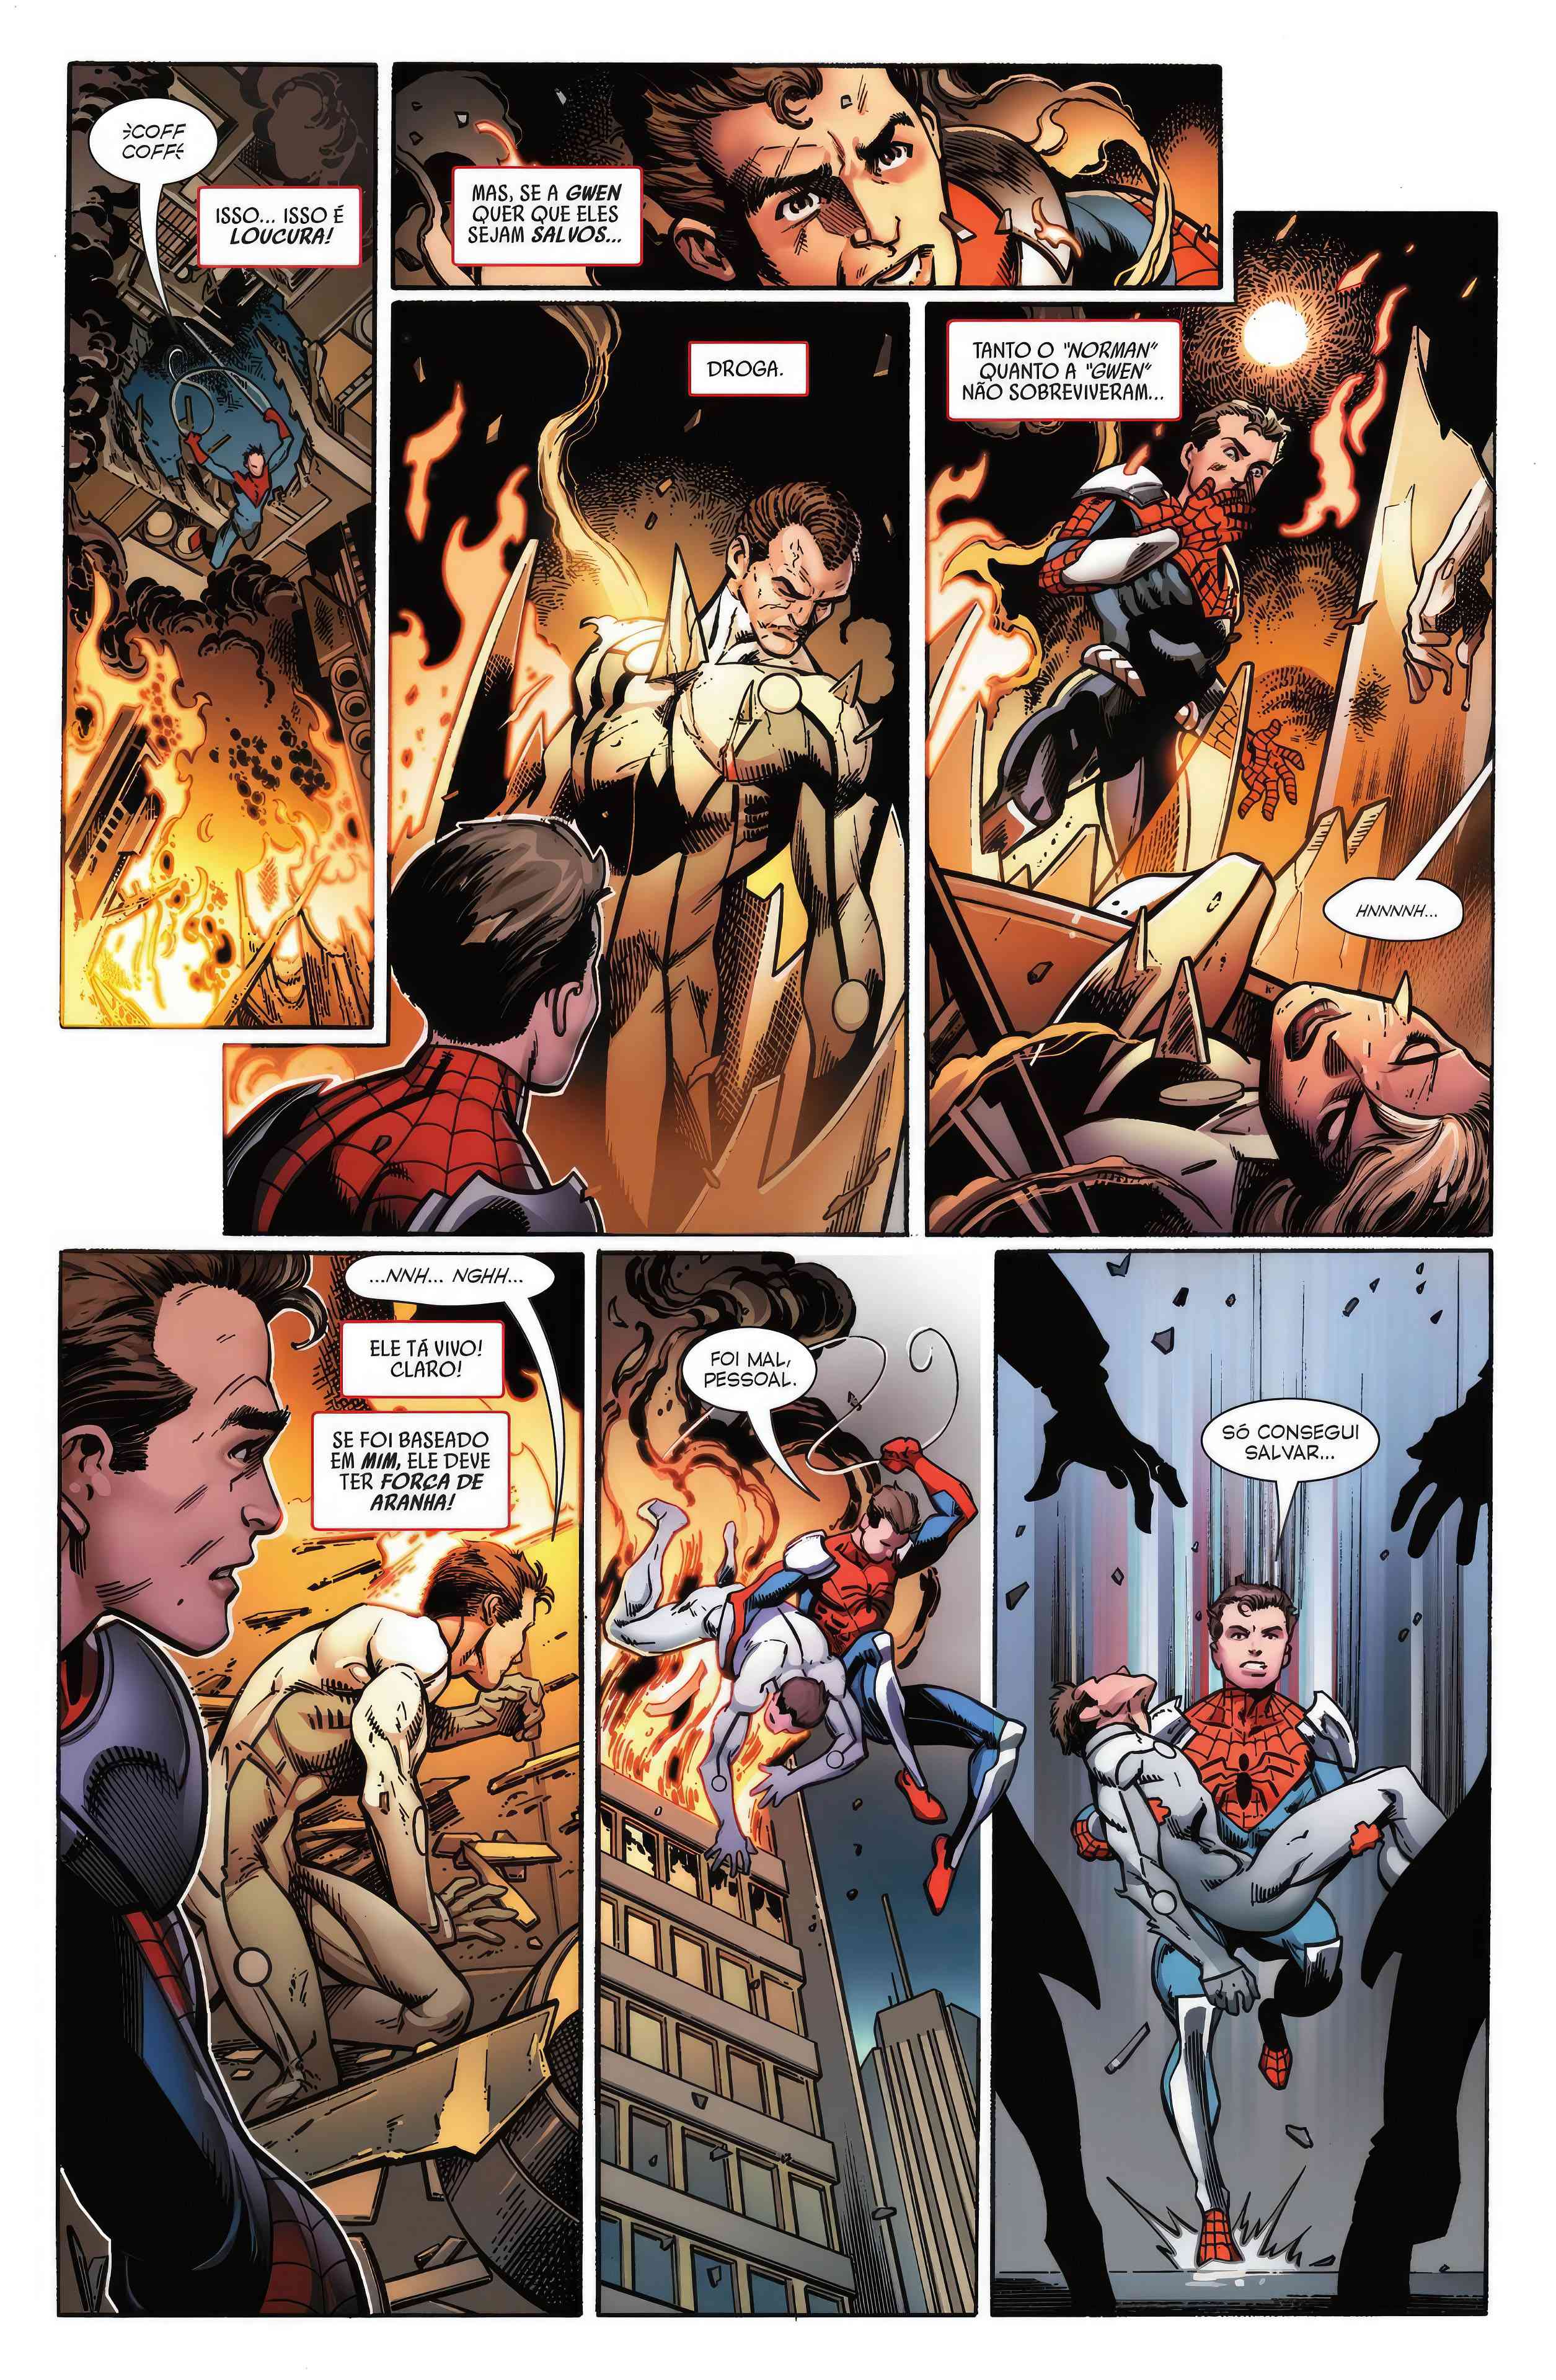 COFF
COFF
ISSO... ISSO É
LOUCURA!
MAS, SE A GWEN
QUER QUE ELES
SEJAM SALVOS...
DROGA.
TANTO O "NORMAN"
QUANTO A "GWEN"
NÃO SOBREVIVERAM...
HNNNNH...
...NNH... NGHH...
ELE TÁ VIVO!
CLARO!
SE FOI BASEADO
EM MIM, ELE DEVE
TER FORÇA DE
ARANHA!
FOI MAL,
PESSOAL.
SÓ CONSEGUI
SALVAR...